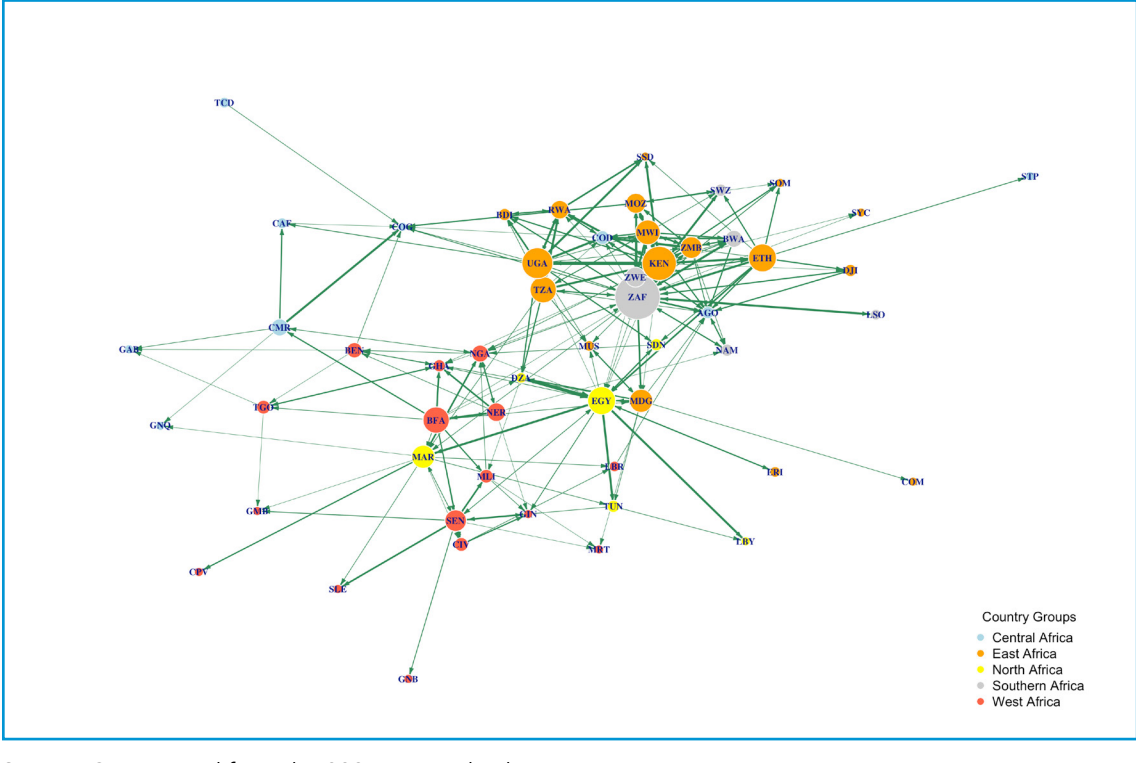 TCD
SSD
STP
SWZ
SOM
MOZ
SYC
BDI
RWA
CAF
COG
MWI
COD
BWA
ZMB
UGA
KEN
ETH
DJI
ZWE
TZA
ZAF
AGO
LSO
CMR
GAB
BEN
NGA
MUS
SDN
NAM
GHA
DZA
TGO
EGY
MDG
NER
BFA
GNQ
MAR
LBR
MLI
ERI
COM
TUN
GMB
GIN
SEN
CIV
MRT
LBY
CPV
SLE
GNB
Country Groups
Central Africa
East Africa
North Africa
Southern Africa
West Africa